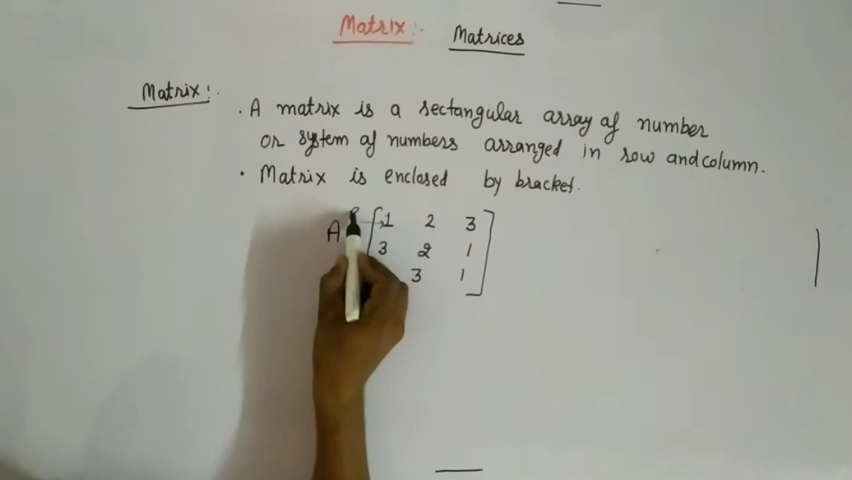 Matrix:
Matrices
Matrix:
. A matrix is a rectangular array of number
or system of numbers arranged in row and column.
. Matrix is enclosed by bracket.
A 1 2 3
3 2 1
3 1